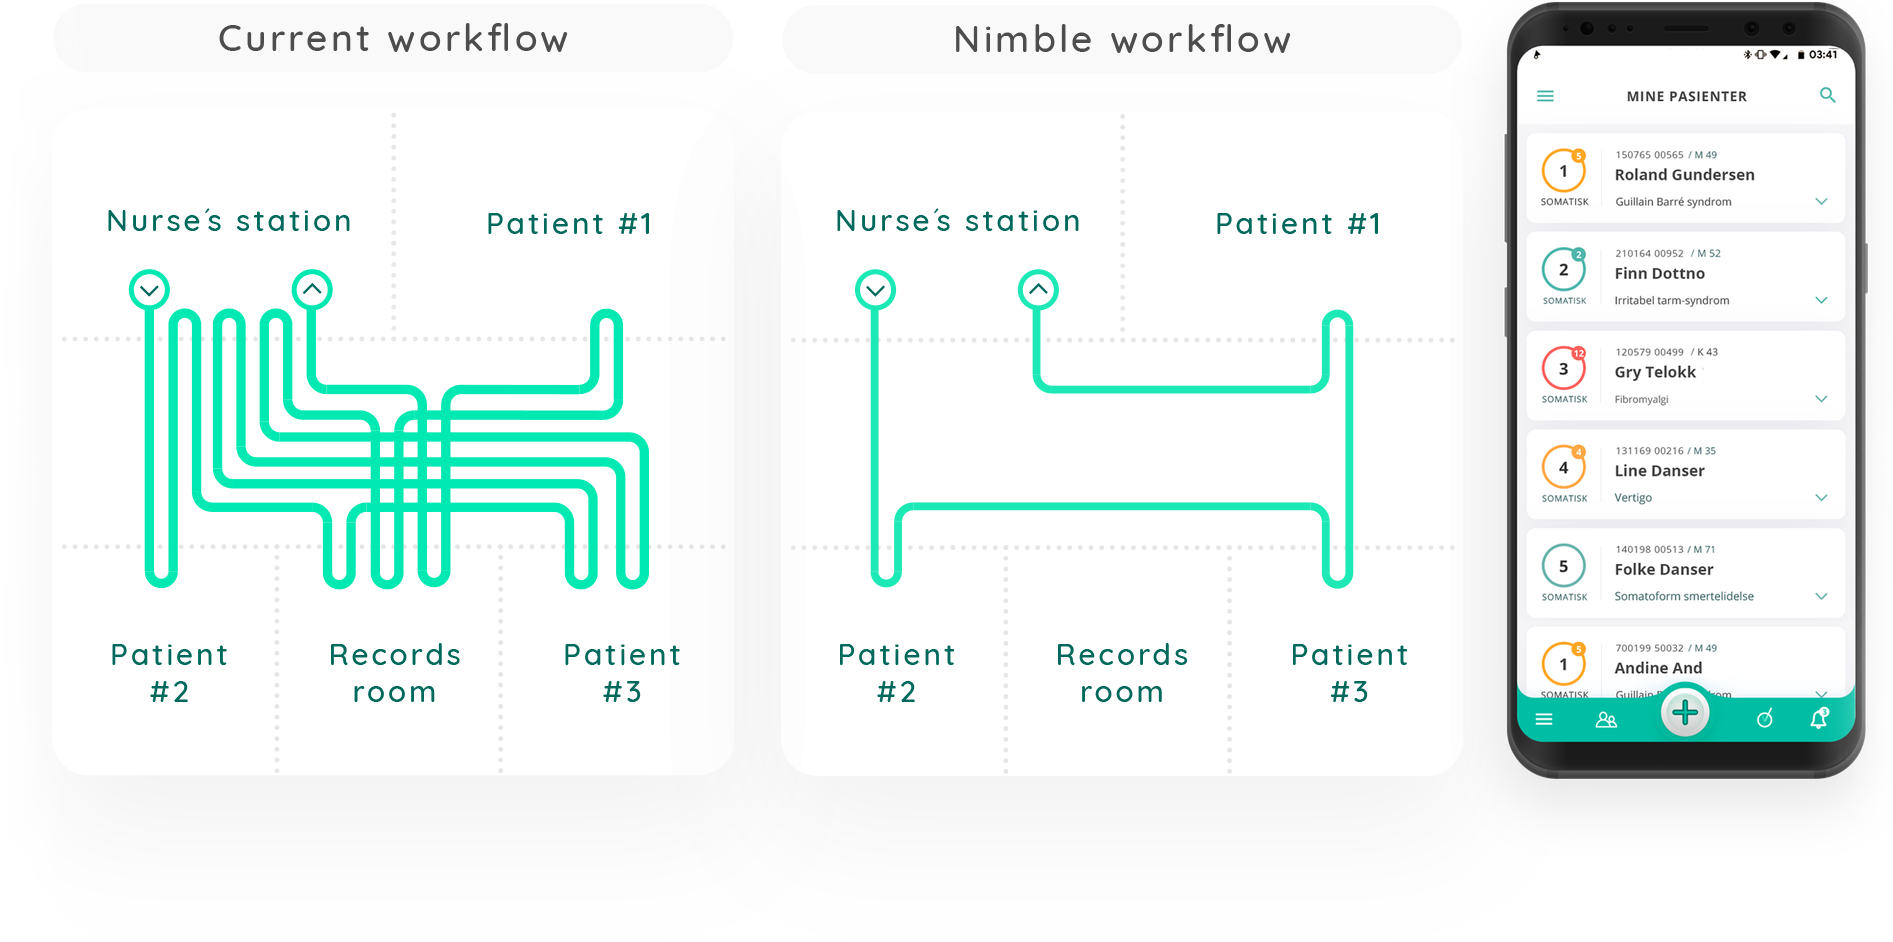 Current workflow
Nurse´s station
Patient #1
Patient
#2
Records
room
Patient
#3
Nimble workflow
Nurse´s station
Patient #1
Patient
#2
Records
room
Patient
#3
03:41
MINE PASIENTER
1
5
SOMATISK
150765 00565 / M 49
Roland Gundersen
Guillain Barré syndrom
2
2
SOMATISK
210164 00952 / M 52
Finn Dottno
Irritabel tarm-syndrom
3
12
SOMATISK
120579 00499 / K 43
Gry Telokk
Fibromyalgi
4
4
SOMATISK
131169 00216 / M 35
Line Danser
Vertigo
5
SOMATISK
140198 00513 / M 71
Folke Danser
Somatoform smertelidelse
1
5
SOMATISK
700199 50032 / M 49
Andine And
Guillain
3